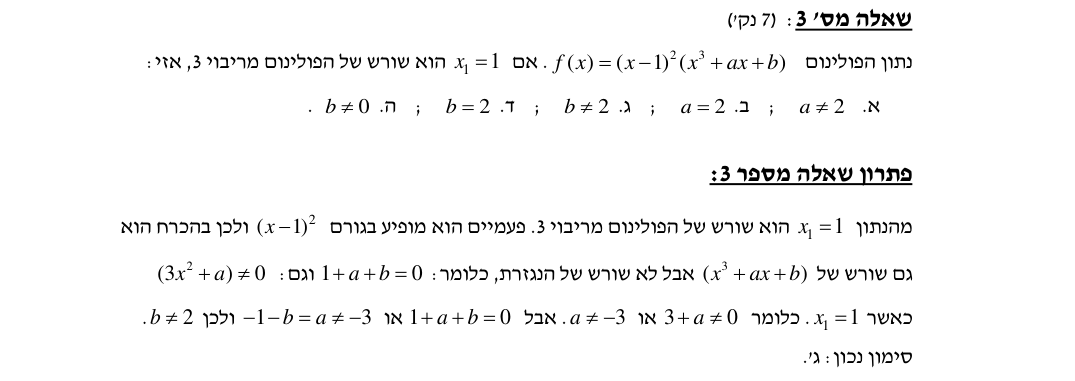 שאלה מס׳ 3 : (7 נק׳)
נתון הפולינום f(x) = (x−1)²(x³ + ax + b) . אם x₁ = 1 הוא שורש של הפולינום מריבוי 3, אזי :
א. a ≠ 2 ; ב. a = 2 ; ג. b ≠ 2 ; ד. b = 2 ; ה. b ≠ 0 .
פתרון שאלה מספר 3:
מהנתון x₁ = 1 הוא שורש של הפולינום מריבוי 3. פעמיים הוא מופיע בגורם (x−1)² ולכן בהכרח הוא
גם שורש של (x³ + ax + b) אבל לא שורש של הנגזרת, כלומר : 1 + a + b = 0 וגם : (3x² + a) ≠ 0
כאשר x₁ = 1 . כלומר 3 + a ≠ 0 או a ≠ −3 . אבל 1 + a + b = 0 או −1 − b = a ≠ −3 ולכן b ≠ 2 .
סימון נכון : ג׳.